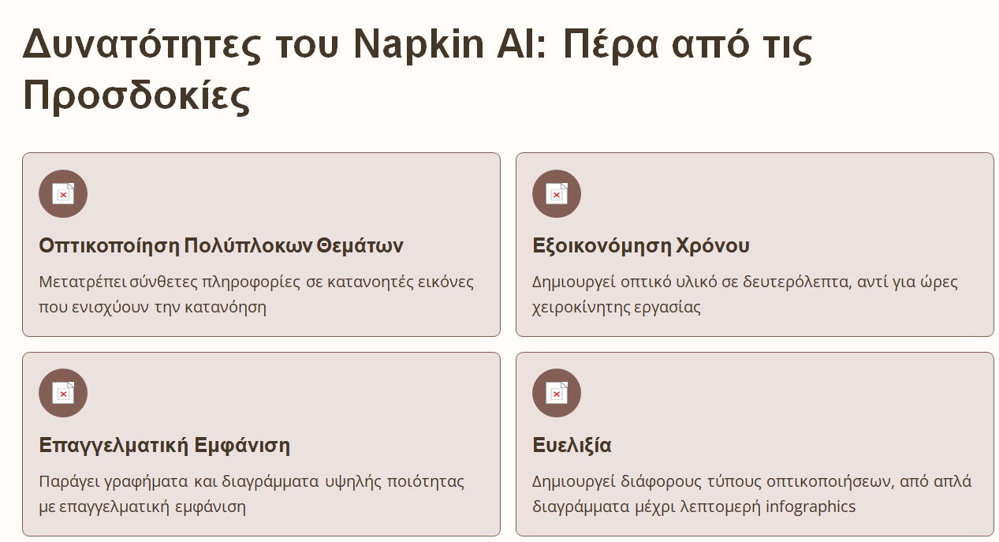 Δυνατότητες του Napkin AI: Πέρα από τις
Προσδοκίες
Οπτικοποίηση Πολύπλοκων Θεμάτων
Μετατρέπει σύνθετες πληροφορίες σε κατανοητές εικόνες
που ενισχύουν την κατανόηση
Εξοικονόμηση Χρόνου
Δημιουργεί οπτικό υλικό σε δευτερόλεπτα, αντί για ώρες
χειροκίνητης εργασίας
Επαγγελματική Εμφάνιση
Παράγει γραφήματα και διαγράμματα υψηλής ποιότητας
με επαγγελματική εμφάνιση
Ευελιξία
Δημιουργεί διάφορους τύπους οπτικοποιήσεων, από απλά
διαγράμματα μέχρι λεπτομερή infographics